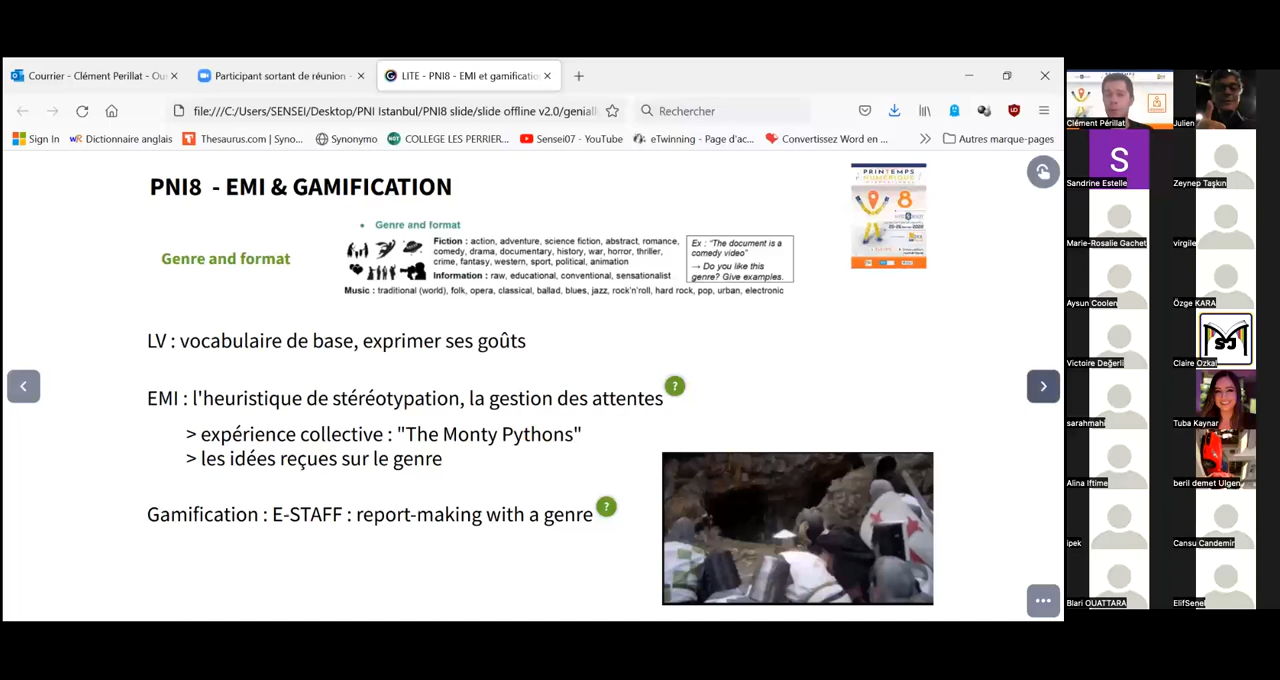 Courrier - Clément Perillat - Ou
Participant sortant de réunion -
LITE - PNI8 - EMI et gamificatio
file:///C:/Users/SENSEI/Desktop/PNI Istanbul/PNI8 slide/slide offline v2.0/genial
Rechercher
Sign In
Dictionnaire anglais
Thesaurus.com | Syno...
Synonymo
COLLEGE LES PERRIER...
Sensei07 - YouTube
eTwinning - Page d'ac...
Convertissez Word en ...
Autres marque-pages
PNI8 - EMI & GAMIFICATION
PRINTEMPS
NUMÉRIQUE
8
Genre and format
• Genre and format
Fiction : action, adventure, science fiction, abstract, romance,
comedy, drama, documentary, history, war, horror, thriller,
crime, fantasy, western, sport, political, animation
Information : raw, educational, conventional, sensationalist
Music : traditional (world), folk, opera, classical, ballad, blues, jazz, rock'n'roll, hard rock, pop, urban, electronic
Ex : "The document is a
comedy video"
→ Do you like this
genre? Give examples.
LV : vocabulaire de base, exprimer ses goûts
EMI : l'heuristique de stéréotypation, la gestion des attentes
?
> expérience collective : "The Monty Pythons"
> les idées reçues sur le genre
Gamification : E-STAFF : report-making with a genre
?
Clément Périllat
Julien
S
Sandrine Estelle
Zeynep Taşkın
Marie-Rosalie Gachet
virgile
Aysun Coolen
Özge KARA
SJ
Victoire Değerli
Claire Ozkal
sarahmahi
Tuba Kaynar
Alina Iftime
beril demet Ulgen
ipek
Cansu Candemir
Blari OUATTARA
ElifSenel